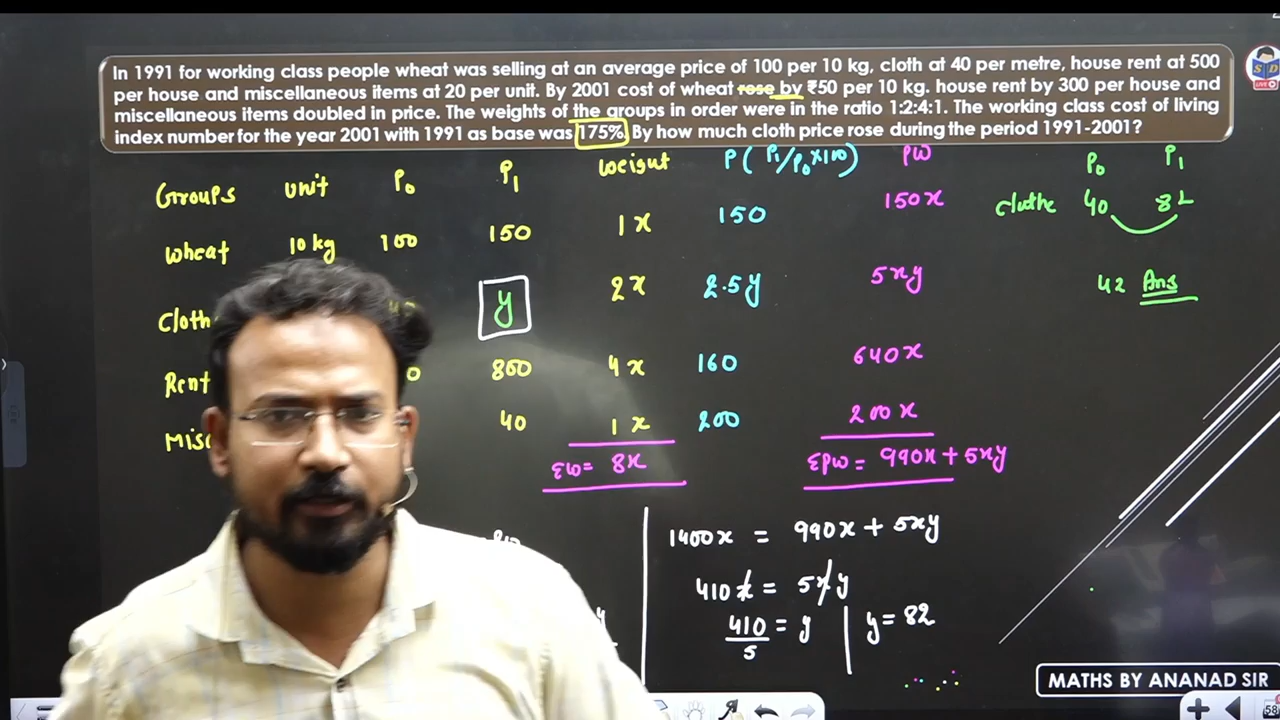 In 1991 for working class people wheat was selling at an average price of 100 per 10 kg, cloth at 40 per metre, house rent at 500
per house and miscellaneous items at 20 per unit. By 2001 cost of wheat rose by ₹50 per 10 kg. house rent by 300 per house and
miscellaneous items doubled in price. The weights of the groups in order were in the ratio 1:2:4:1. The working class cost of living
index number for the year 2001 with 1991 as base was 175%. By how much cloth price rose during the period 1991-2001?
SD
LIVE
Groups Unit P₀ P₁ Weight P(P₁/P₀×100) PW P₀ P₁
Wheat 10 kg 100 150 1x 150 150x clothe 40 82
Cloth y 2x 2.5y 5xy 42 Ans
Rent 0 800 4x 160 640x
Misc 40 1x 200 200x
Σw = 8x Σpw = 990x + 5xy
1400x = 990x + 5xy
410x = 5xy
410/5 = y y = 82
MATHS BY ANANAD SIR
58